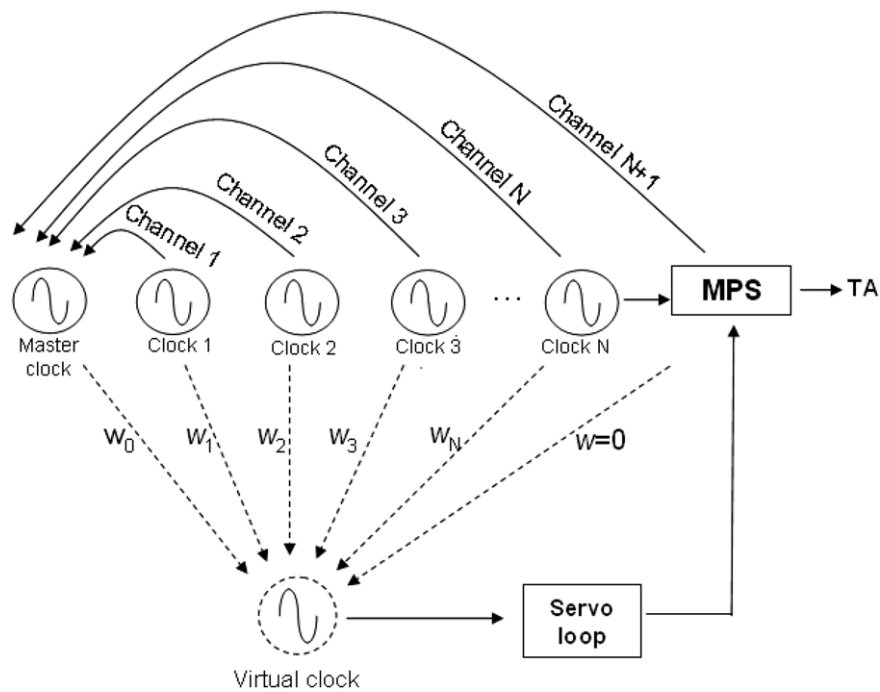 Channel N+1
Channel N
Channel 3
Channel 2
Channel 1
Master
clock
Clock 1
Clock 2
Clock 3
...
Clock N
MPS
TA
w0
w1
w2
w3
wN
w=0
Servo
loop
Virtual clock